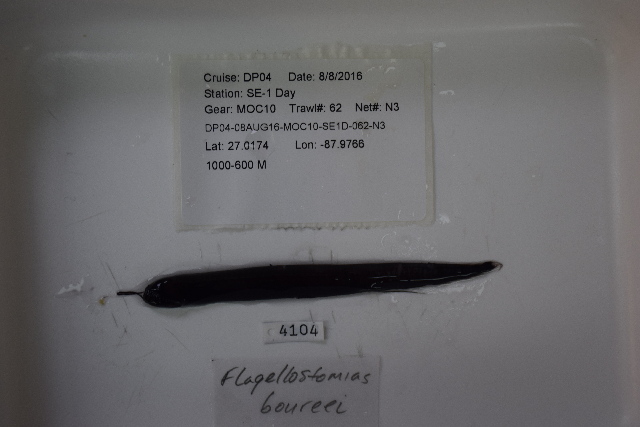 Cruise: DP04 Date: 8/8/2016
Station: SE-1 Day
Gear: MOC10 Trawl#: 62 Net#: N3
DP04-08AUG16-MOC10-SE1D-062-N3
Lat: 27.0174 Lon: -87.9766
1000-600 M
4104
Flagellostomias
boureei